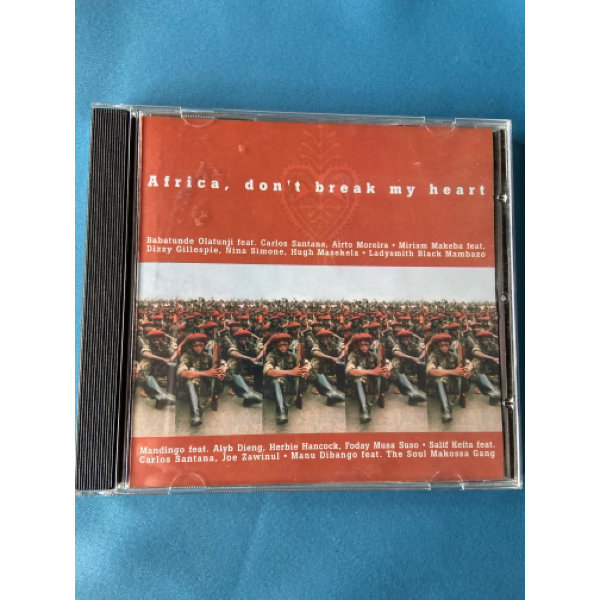 Africa, don't break my heart
Babatunde Olatunji feat. Carlos Santana, Airto Moreira • Miriam Makeba feat.
Dizzy Gillespie, Nina Simone, Hugh Masekela • Ladysmith Black Mambazo
Mandingo feat. Aiyb Dieng, Herbie Hancock, Foday Musa Suso • Salif Keita feat.
Carlos Santana, Joe Zawinul • Manu Dibango feat. The Soul Makossa Gang